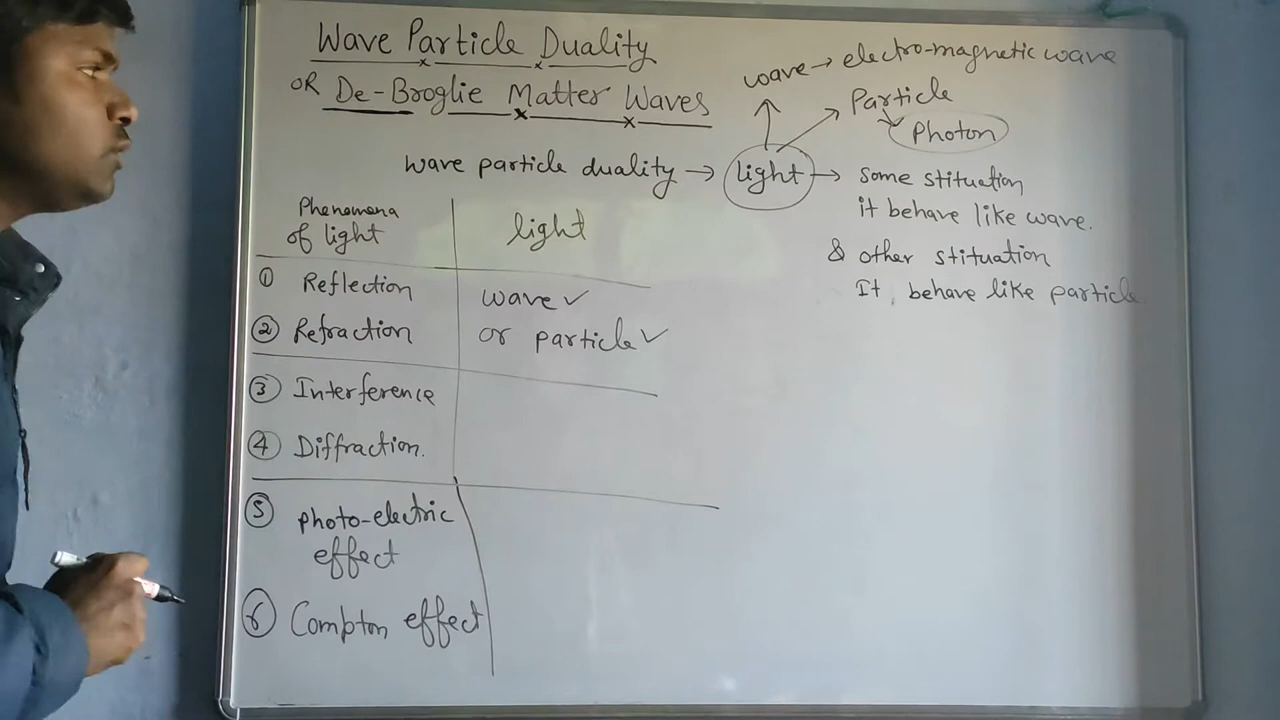 Wave Particle Duality
OR De-Broglie Matter Waves
wave → electro-magnetic wave
Particle
Photon
wave particle duality → light → some stituation
it behave like wave.
& other stituation
It, behave like particle
Phenomena of light
light
① Reflection
wave ✓
② Refraction
or particle ✓
③ Interference
④ Diffraction.
⑤ photo-electric
effect
⑥ Compton effect